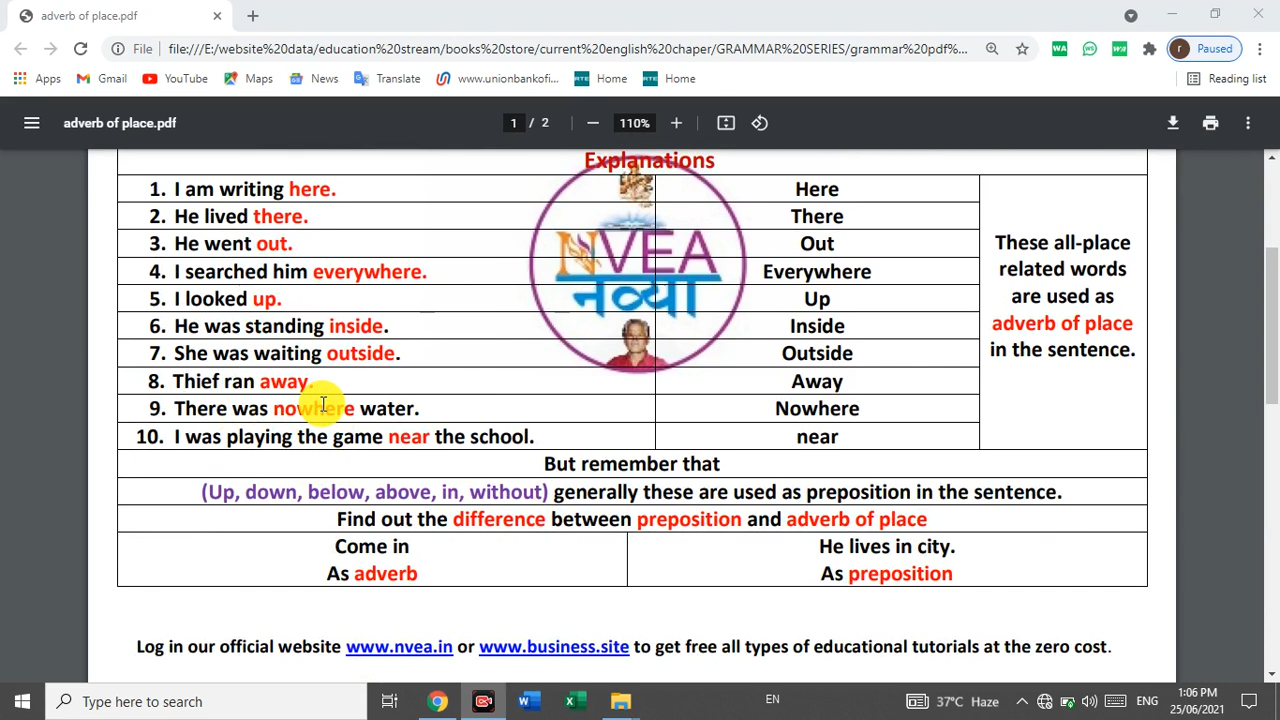 adverb of place.pdf
File file:///E:/website%20data/education%20stream/books%20store/current%20english%20chaper/GRAMMAR%20SERIES/grammar%20pdf%... Paused
Apps Gmail YouTube Maps News Translate www.unionbankofi... Home Home Reading list
adverb of place.pdf 1 / 2 110%
Explanations
1. I am writing here. Here
2. He lived there. There
3. He went out. Out
4. I searched him everywhere. Everywhere
5. I looked up. Up
6. He was standing inside. Inside
7. She was waiting outside. Outside
8. Thief ran away. Away
9. There was nowhere water. Nowhere
10. I was playing the game near the school. near
These all-place
related words
are used as
adverb of place
in the sentence.
NVEA
नव्या
But remember that
(Up, down, below, above, in, without) generally these are used as preposition in the sentence.
Find out the difference between preposition and adverb of place
Come in
As adverb
He lives in city.
As preposition
Log in our official website www.nvea.in or www.business.site to get free all types of educational tutorials at the zero cost.
Type here to search EN 37°C Haze ENG 1:06 PM
25/06/2021